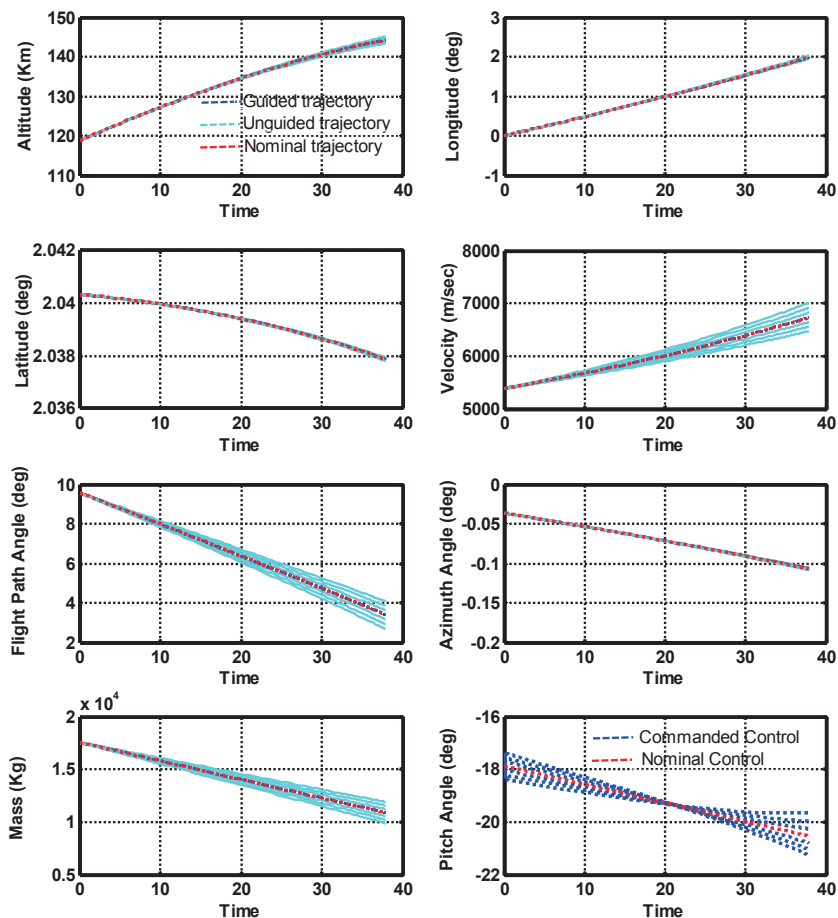 150
140
130
120
110
Altitude (Km)
Guided trajectory
Unguided trajectory
Nominal trajectory
0 10 20 30 40
Time
3
2
1
0
-1
Longitude (deg)
0 10 20 30 40
Time
2.042
2.04
2.038
2.036
Latitude (deg)
0 10 20 30 40
Time
8000
7000
6000
5000
Velocity (m/sec)
0 10 20 30 40
Time
10
8
6
4
2
Flight Path Angle (deg)
0 10 20 30 40
Time
0
-0.05
-0.1
-0.15
-0.2
Azimuth Angle (deg)
0 10 20 30 40
Time
x 10^4
2
1.5
1
0.5
Mass (Kg)
0 10 20 30 40
Time
-16
-18
-20
-22
Pitch Angle (deg)
Commanded Control
Nominal Control
0 10 20 30 40
Time